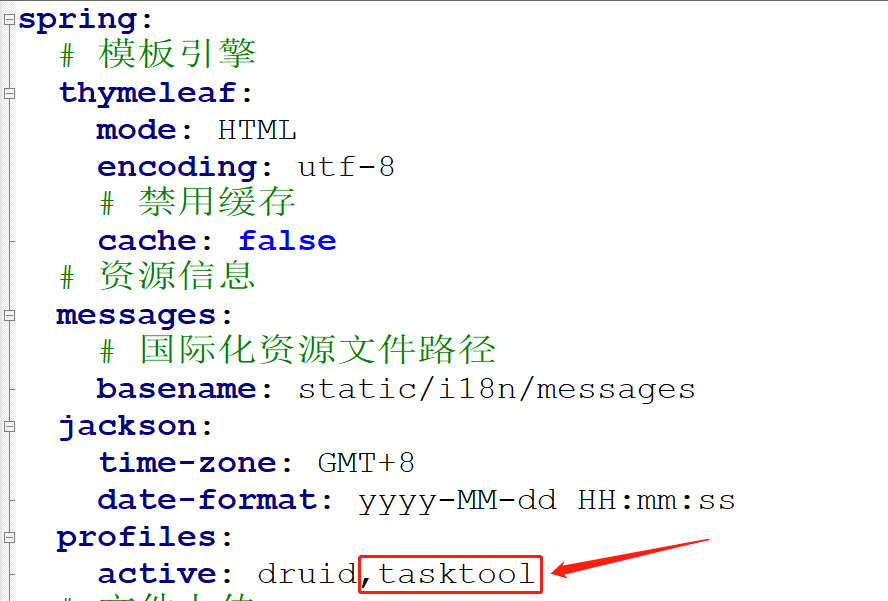 spring:
  # 模板引擎
  thymeleaf:
    mode: HTML
    encoding: utf-8
    # 禁用缓存
    cache: false
  # 资源信息
  messages:
    # 国际化资源文件路径
    basename: static/i18n/messages
  jackson:
    time-zone: GMT+8
    date-format: yyyy-MM-dd HH:mm:ss
  profiles:
    active: druid,tasktool